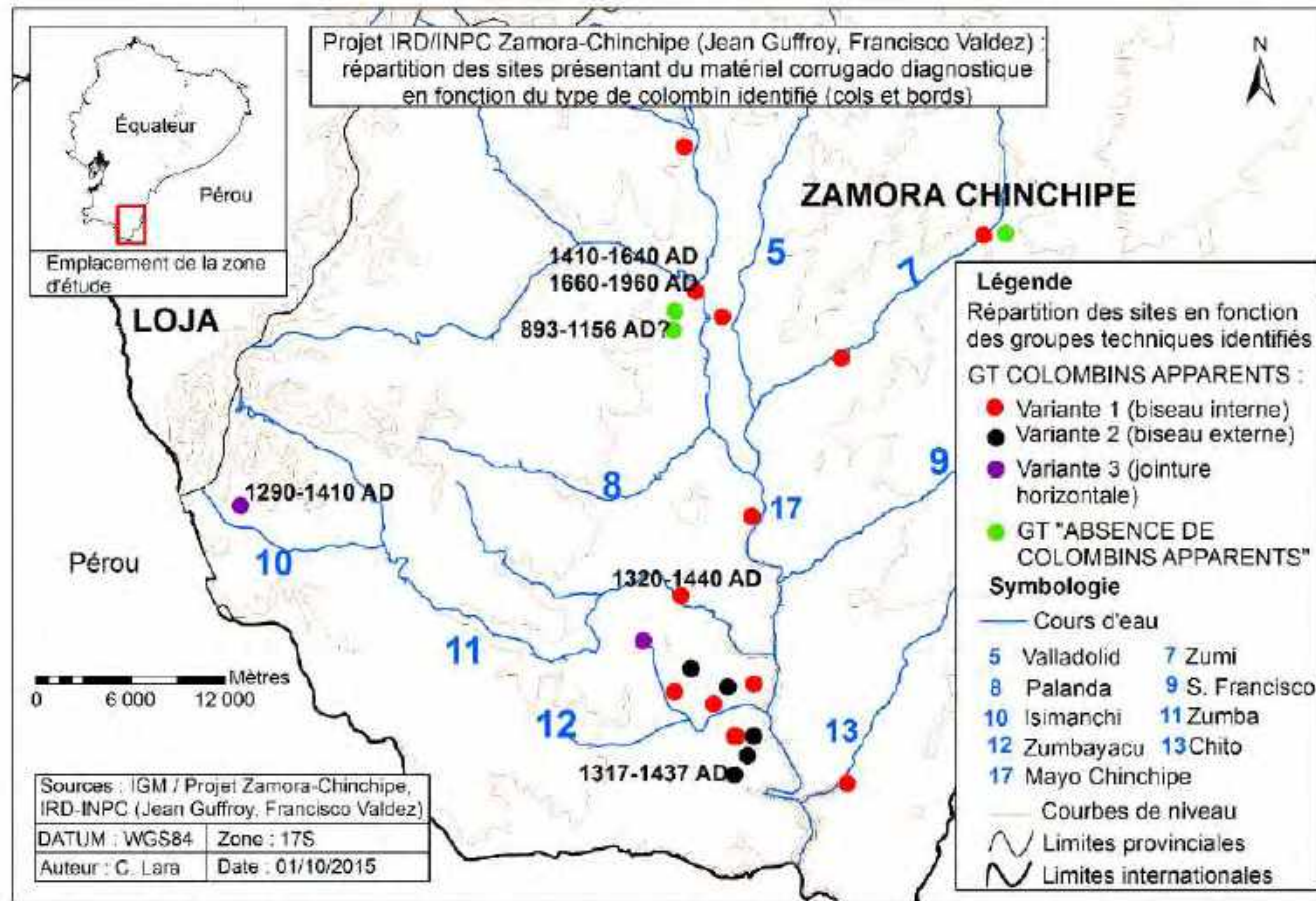 Projet IRD/INPC Zamora-Chinchipe (Jean Guffroy, Francisco Valdez) :
répartition des sites présentant du matériel corrugado diagnostique
en fonction du type de colombin identifié (cols et bords)
N
Équateur
Pérou
Emplacement de la zone
d'étude
LOJA
ZAMORA CHINCHIPE
5
7
1410-1640 AD
1660-1960 AD
893-1156 AD?
8
9
17
1290-1410 AD
10
Pérou
1320-1440 AD
11
12
13
1317-1437 AD
Mètres
0 6 000 12 000
Sources : IGM / Projet Zamora-Chinchipe,
IRD-INPC (Jean Guffroy, Francisco Valdez)
DATUM : WGS84 Zone : 17S
Auteur : C. Lara Date : 01/10/2015
Légende
Répartition des sites en fonction
des groupes techniques identifiés
GT COLOMBINS APPARENTS :
Variante 1 (biseau interne)
Variante 2 (biseau externe)
Variante 3 (jointure
horizontale)
GT "ABSENCE DE
COLOMBINS APPARENTS"
Symbologie
Cours d'eau
5 Valladolid 7 Zumi
8 Palanda 9 S. Francisco
10 Isimanchi 11 Zumba
12 Zumbayacu 13 Chito
17 Mayo Chinchipe
Courbes de niveau
Limites provinciales
Limites internationales